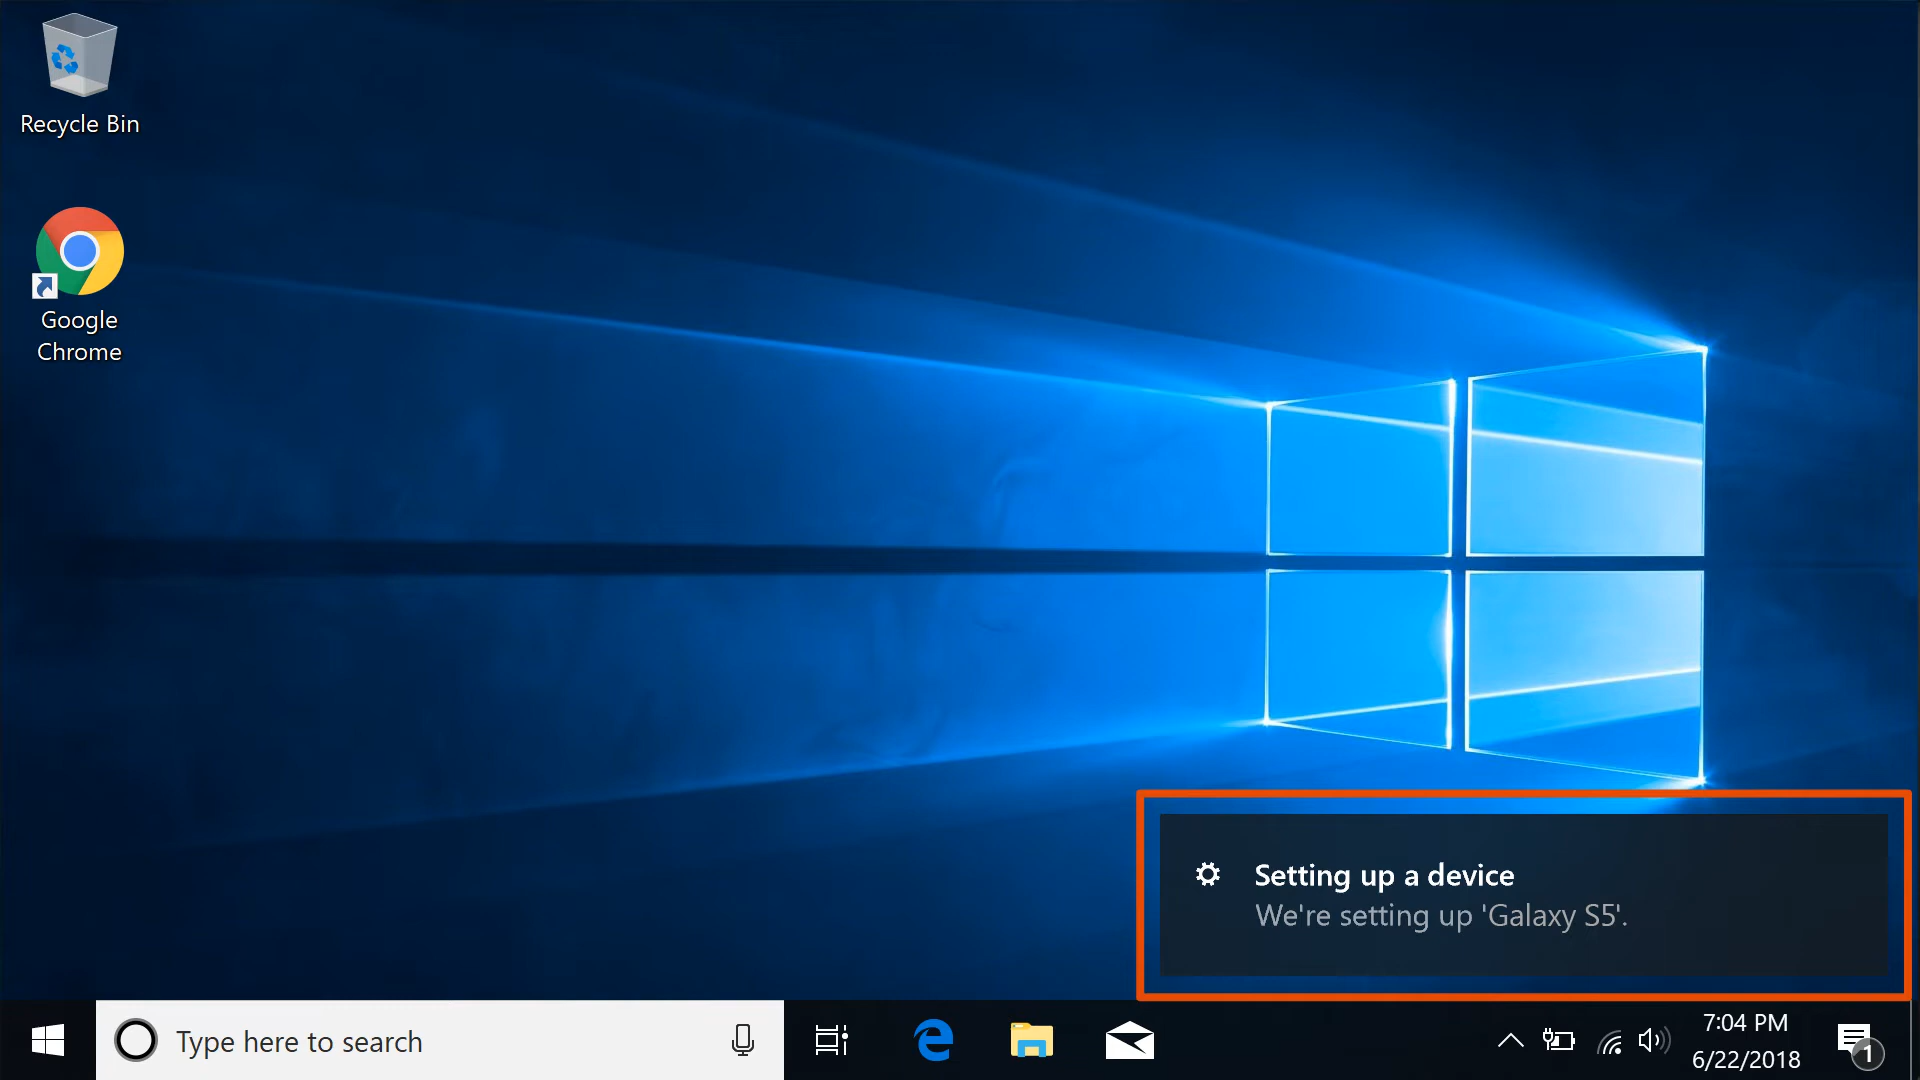 Recycle Bin
Google
Chrome
Setting up a device
We're setting up 'Galaxy S5'.
Type here to search
7:04 PM
6/22/2018
1